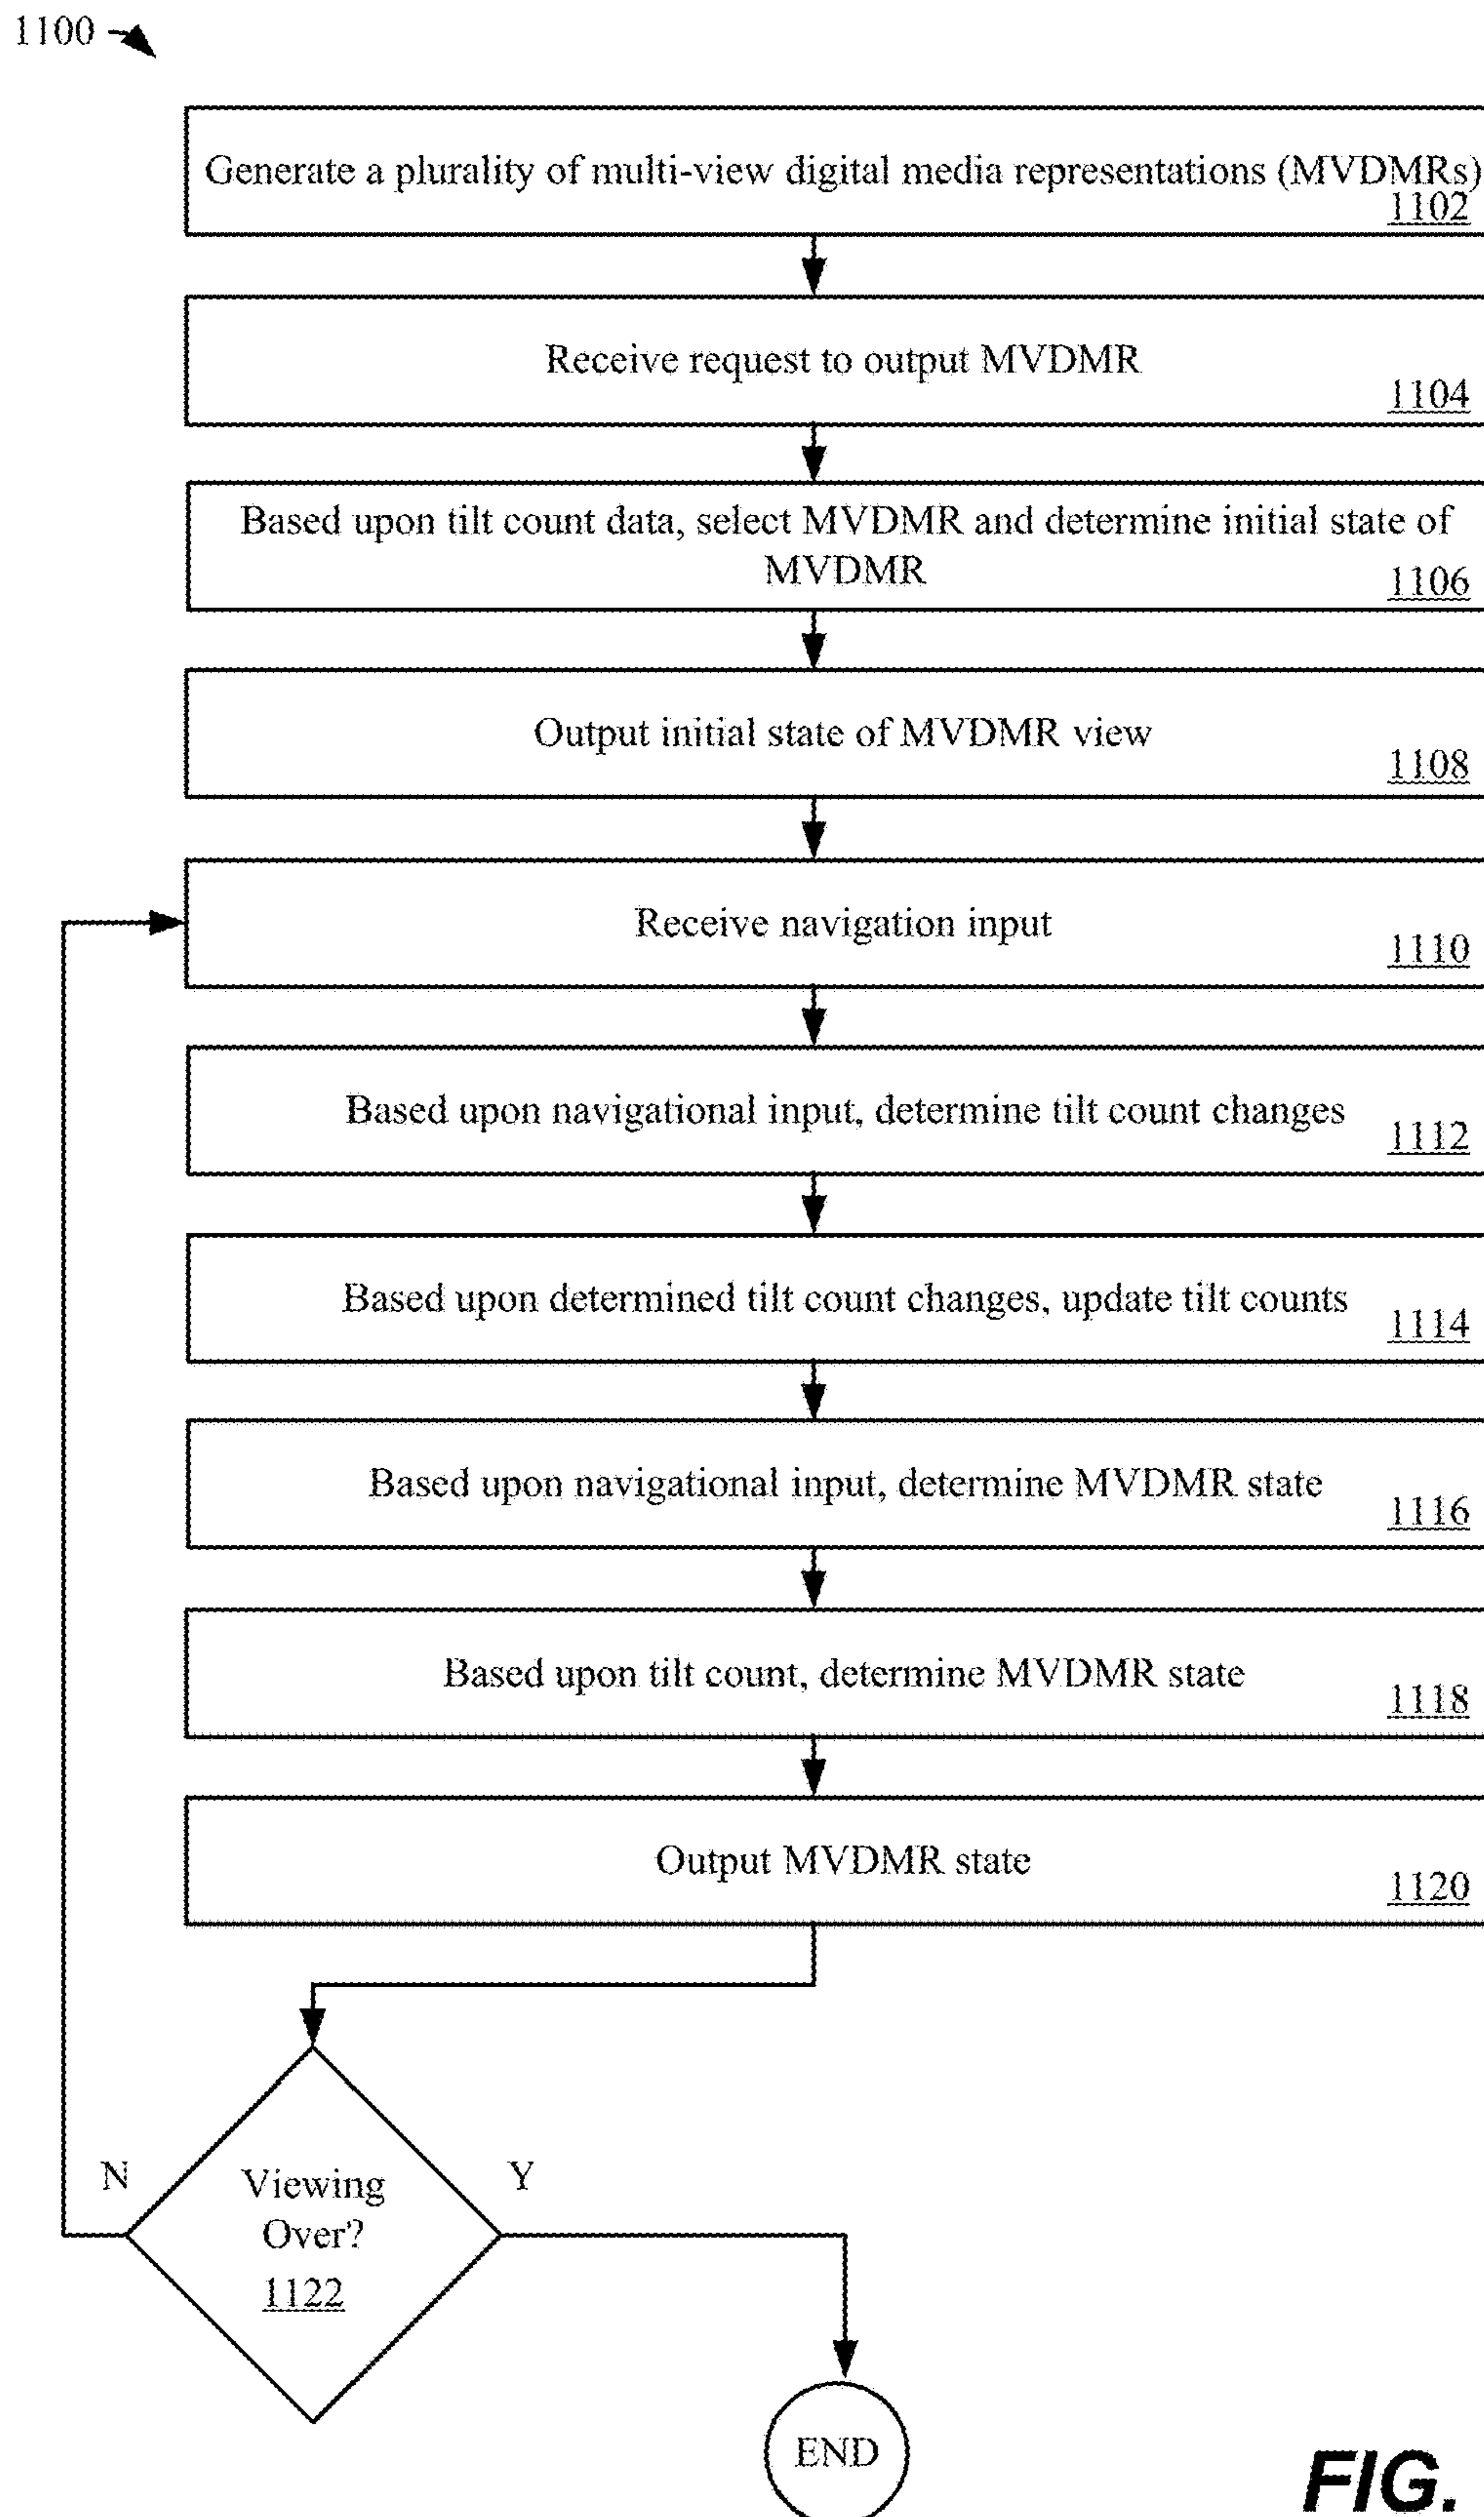 1100
Generate a plurality of multi-view digital media representations (MVDMRs)
1102
Receive request to output MVDMR
1104
Based upon tilt count data, select MVDMR and determine initial state of
MVDMR
1106
Output initial state of MVDMR view
1108
Receive navigation input
1110
Based upon navigational input, determine tilt count changes
1112
Based upon determined tilt count changes, update tilt counts
1114
Based upon navigational input, determine MVDMR state
1116
Based upon tilt count, determine MVDMR state
1118
Output MVDMR state
1120
N
Y
Viewing
Over?
1122
END
FIG.